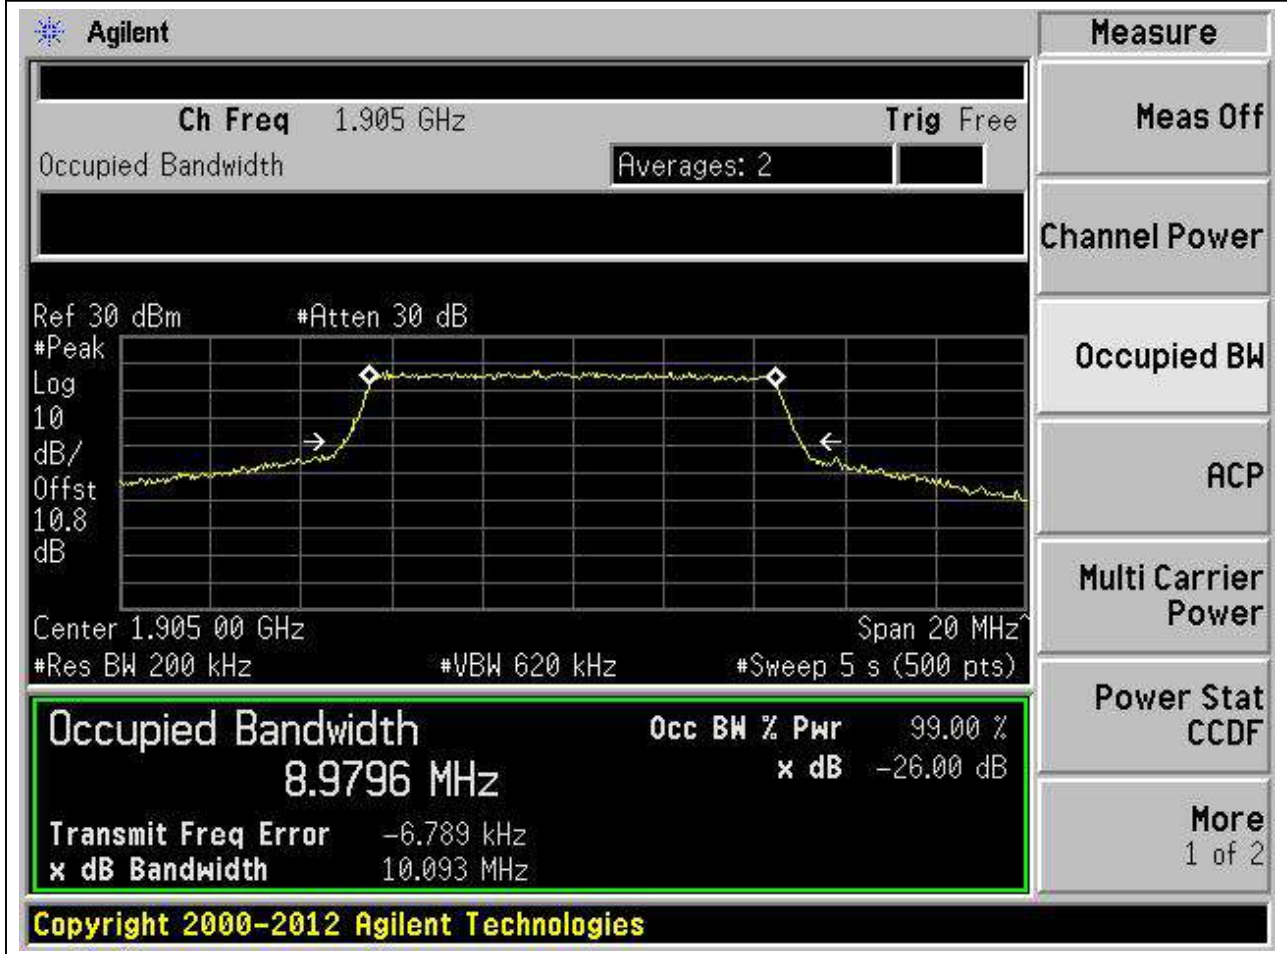 Agilent
Measure
Ch Freq 1.905 GHz Trig Free
Occupied Bandwidth Averages: 2
Ref 30 dBm #Atten 30 dB
#Peak
Log
10
dB/
Offst
10.8
dB
Center 1.905 00 GHz Span 20 MHz^
#Res BW 200 kHz #VBW 620 kHz #Sweep 5 s (500 pts)
Occupied Bandwidth Occ BW % Pwr 99.00 %
8.9796 MHz x dB -26.00 dB
Transmit Freq Error -6.789 kHz
x dB Bandwidth 10.093 MHz
Copyright 2000-2012 Agilent Technologies
Meas Off
Channel Power
Occupied BW
ACP
Multi Carrier
Power
Power Stat
CCDF
More
1 of 2